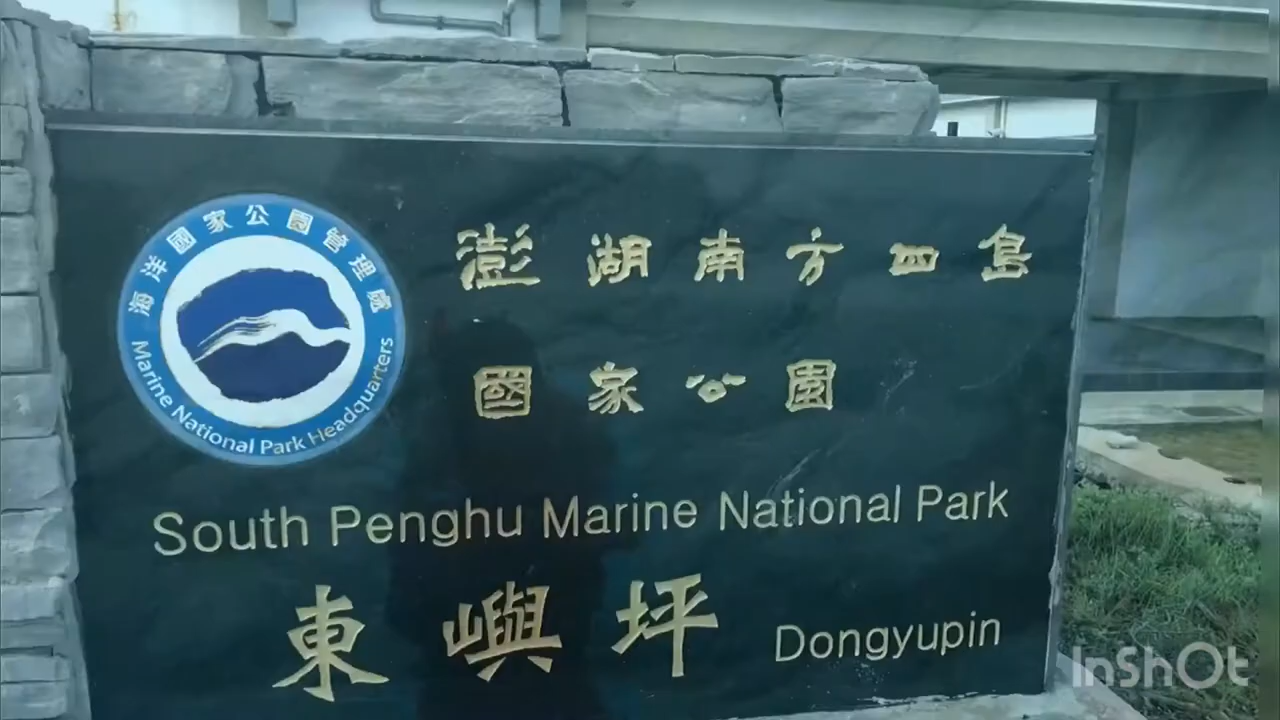 海洋國家公園管理處
Marine National Park Headquarters
澎湖南方四島
國家公園
South Penghu Marine National Park
東嶼坪 Dongyupin
InShOt